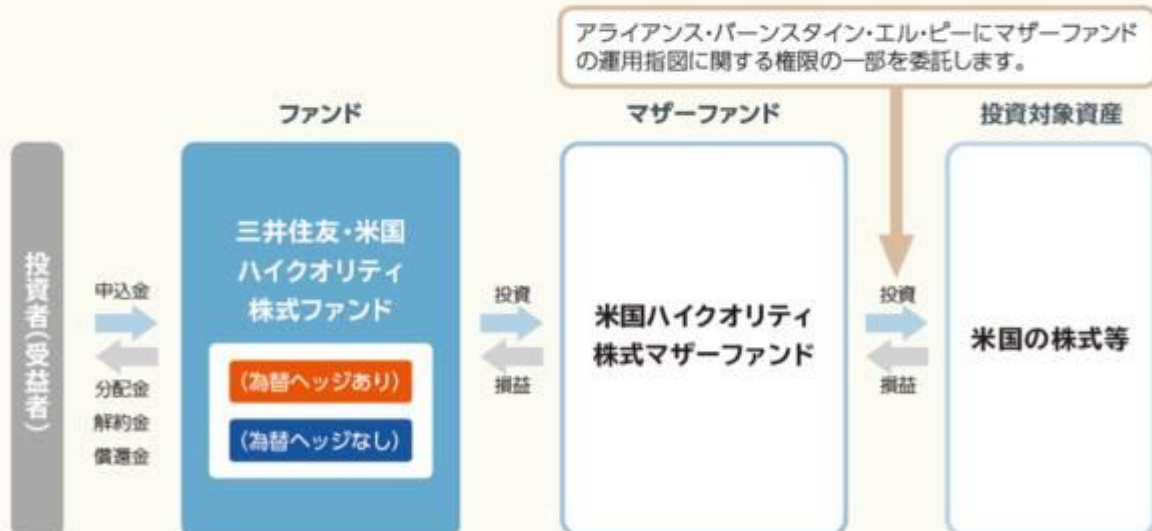 アライアンス・バーンスタイン・エル・ピーにマザーファンド
の運用指図に関する権限の一部を委託します。
ファンド
マザーファンド
投資対象資産
投資者(受益者)
申込金
分配金
解約金
償還金
三井住友・米国
ハイクオリティ
株式ファンド
(為替ヘッジあり)
(為替ヘッジなし)
投資
損益
米国ハイクオリティ
株式マザーファンド
投資
損益
米国の株式等